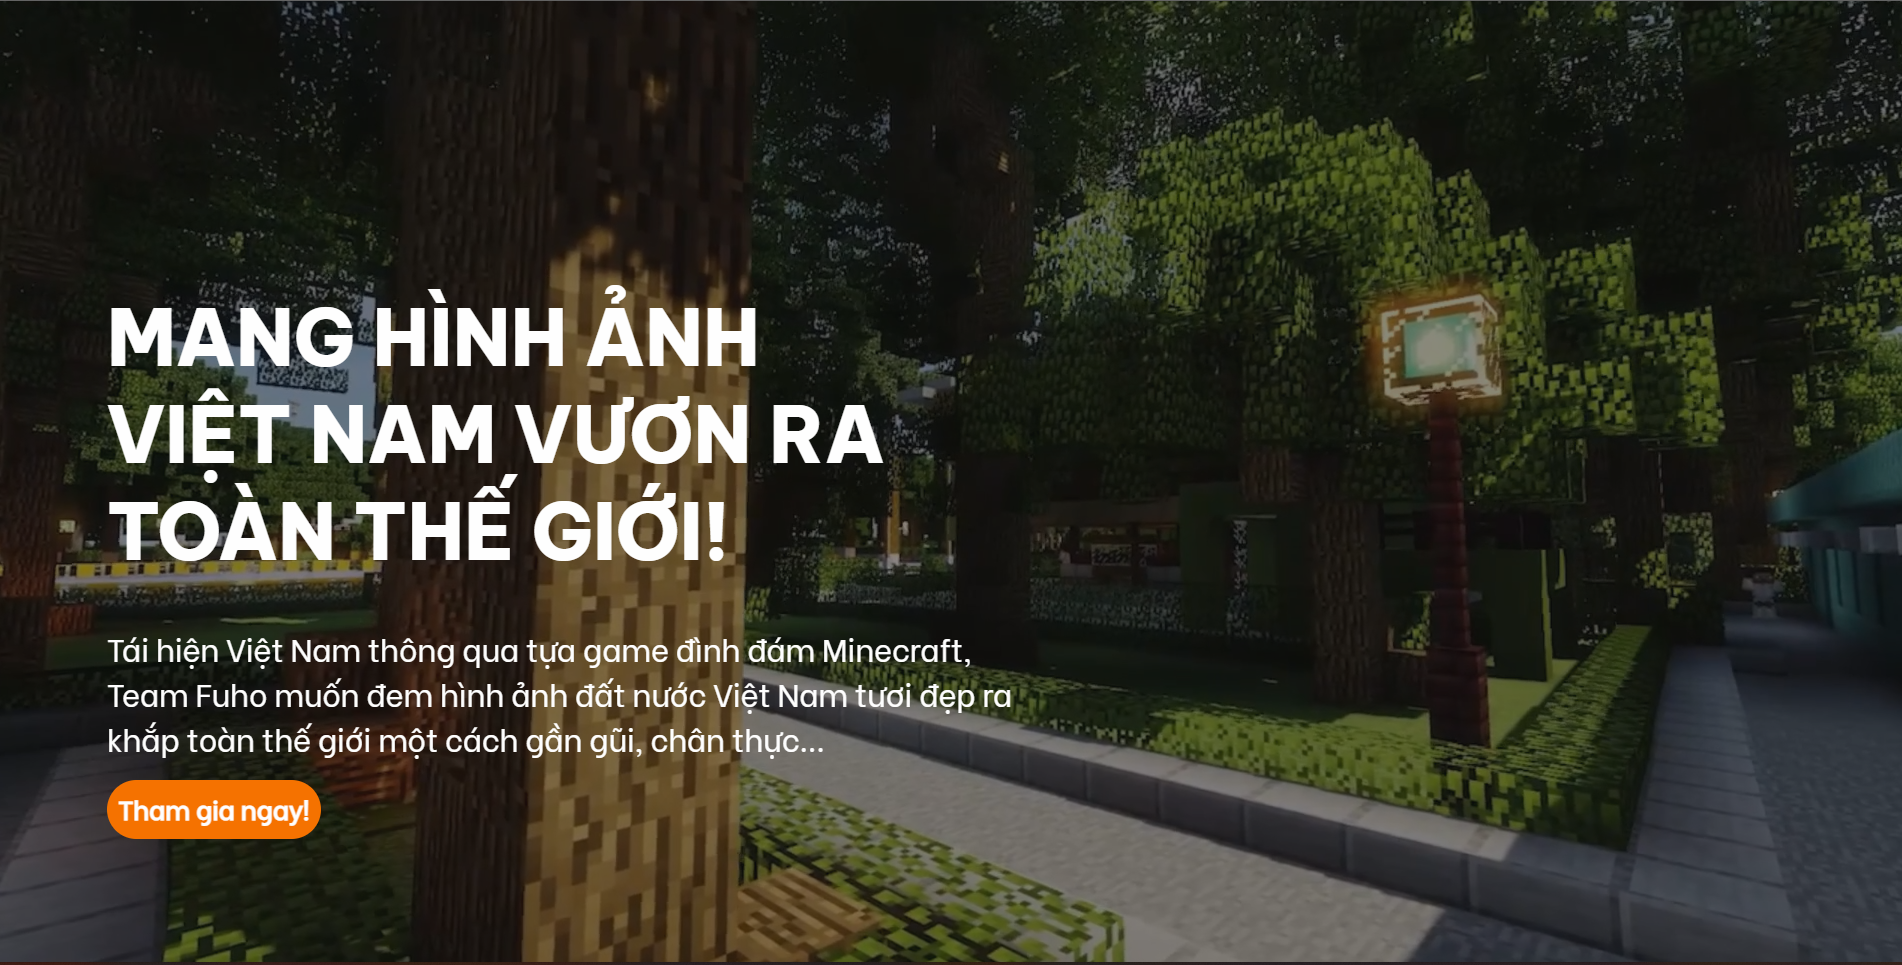 MANG HÌNH ẢNH
VIỆT NAM VƯƠN RA
TOÀN THẾ GIỚI!
Tái hiện Việt Nam thông qua tựa game đình đám Minecraft,
Team Fuho muốn đem hình ảnh đất nước Việt Nam tươi đẹp ra
khắp toàn thế giới một cách gần gũi, chân thực...
Tham gia ngay!